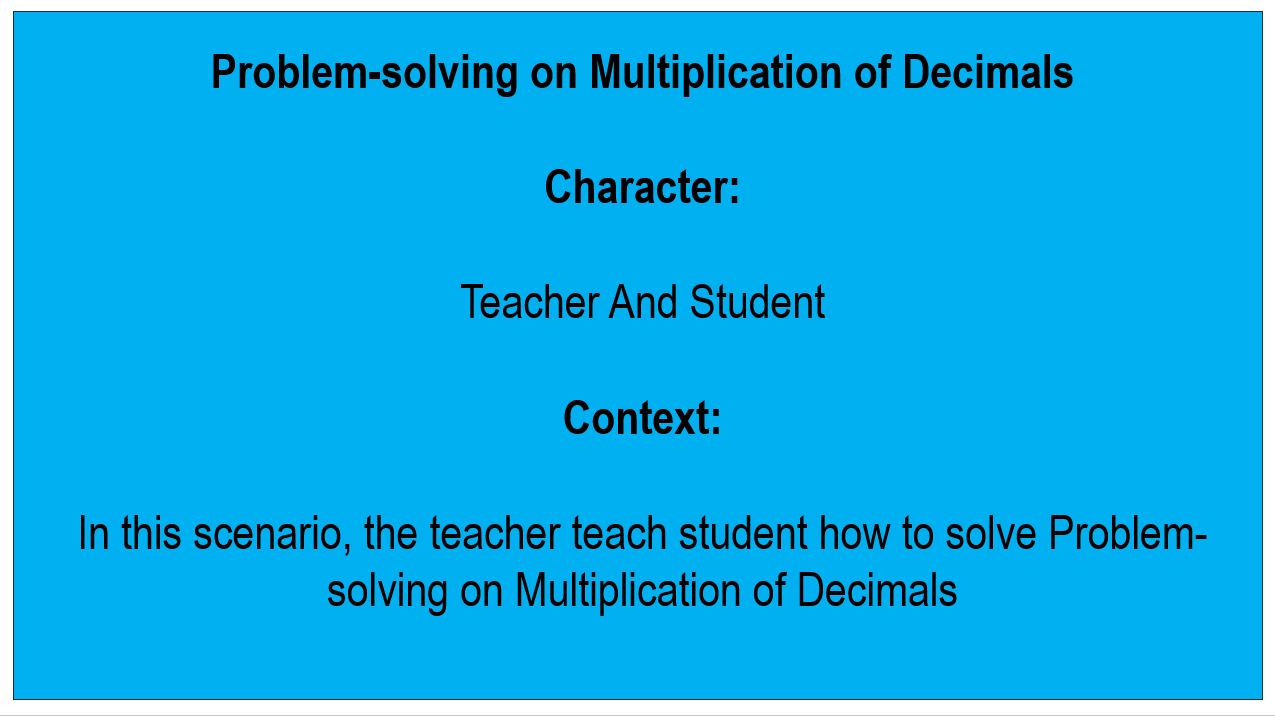 Problem-solving on Multiplication of Decimals
Character:
Teacher And Student
Context:
In this scenario, the teacher teach student how to solve Problem-
solving on Multiplication of Decimals